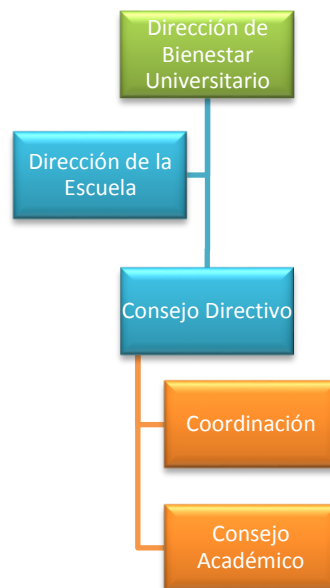 Dirección de
Bienestar
Universitario
Dirección de la
Escuela
Consejo Directivo
Coordinación
Consejo
Académico